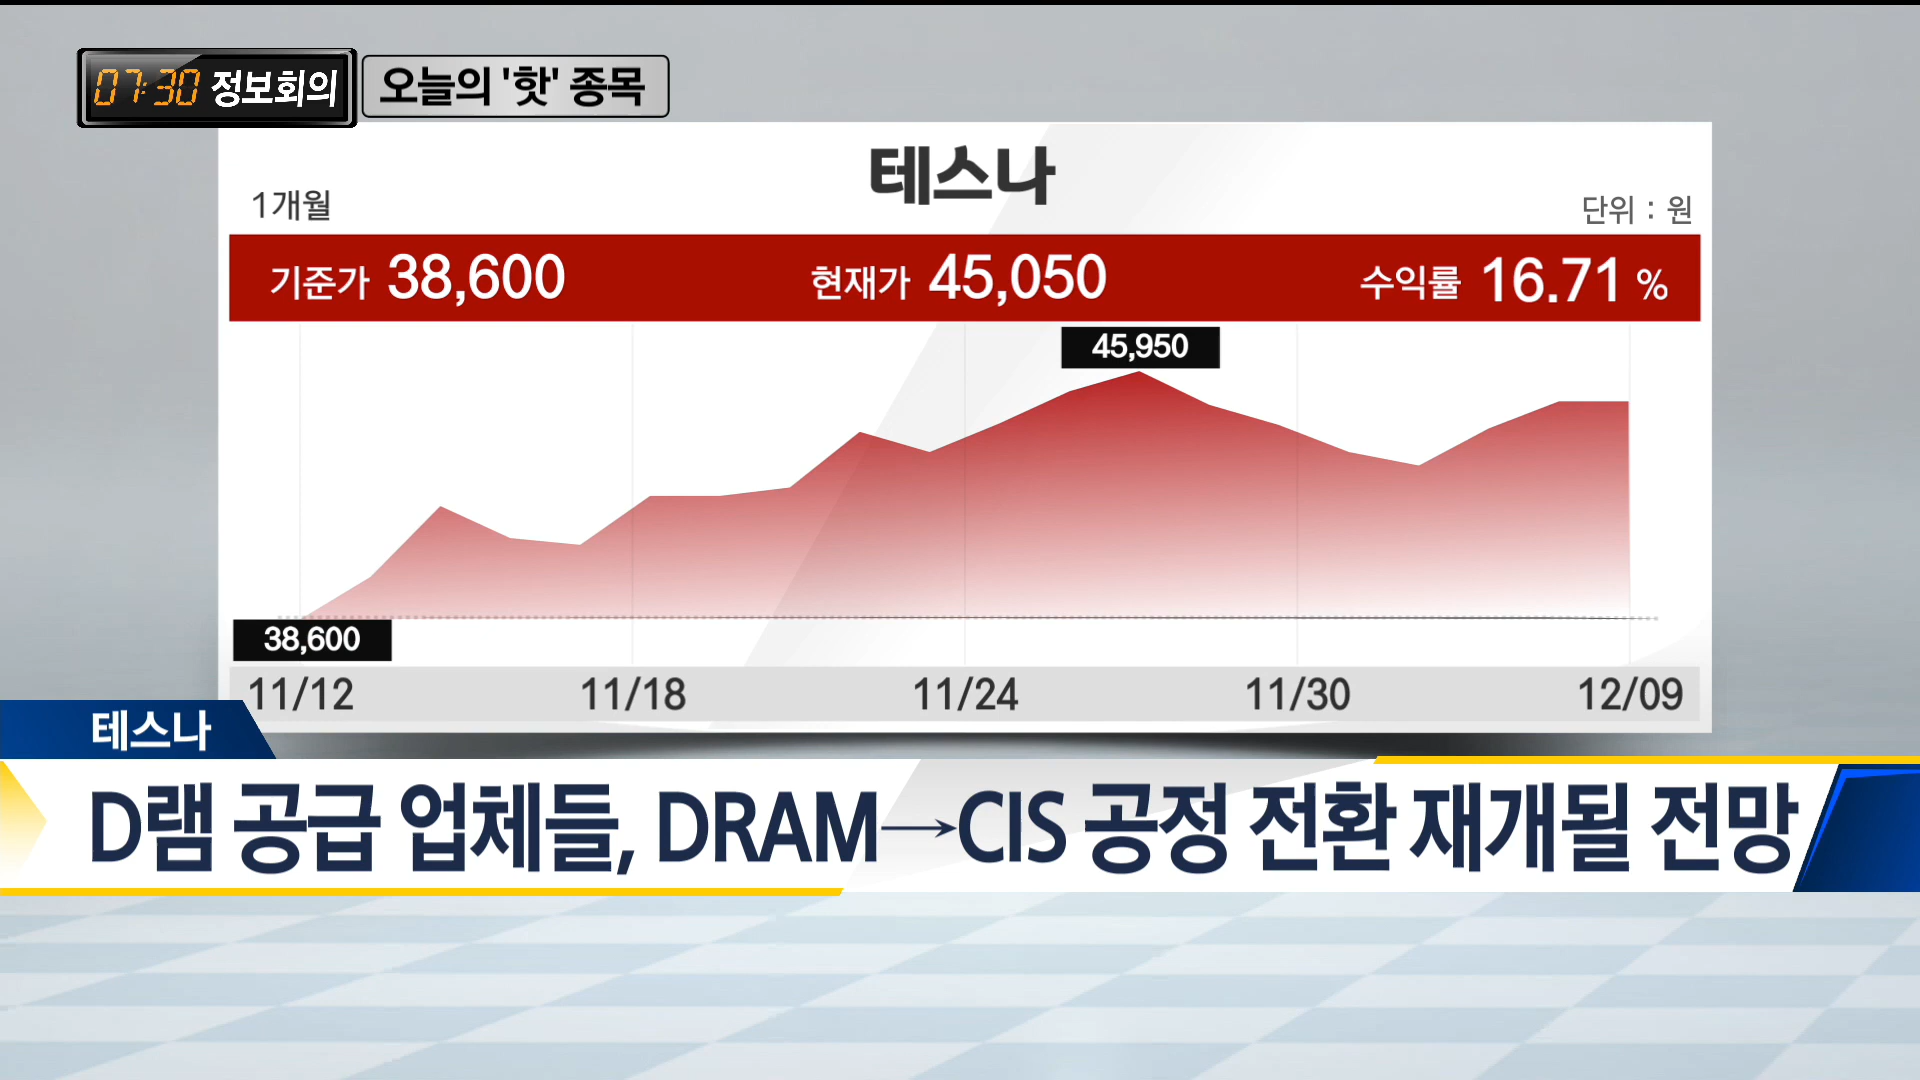 07:30 정보회의
오늘의 '핫' 종목
테스나
1개월
단위 : 원
기준가 38,600 현재가 45,050 수익률 16.71 %
45,950
38,600
11/12 11/18 11/24 11/30 12/09
테스나
D램 공급 업체들, DRAM→CIS 공정 전환 재개될 전망